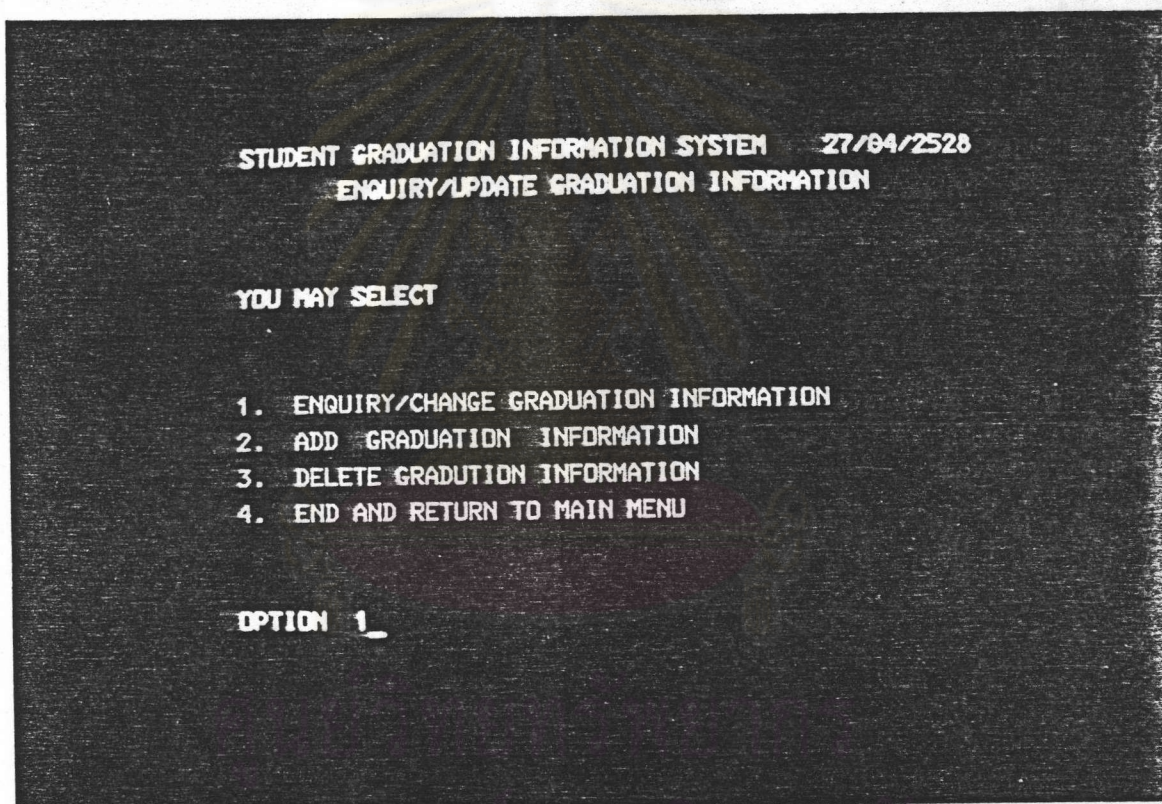 STUDENT GRADUATION INFORMATION SYSTEM 27/04/2528
ENQUIRY/UPDATE GRADUATION INFORMATION
YOU MAY SELECT
1. ENQUIRY/CHANGE GRADUATION INFORMATION
2. ADD GRADUATION INFORMATION
3. DELETE GRADUTION INFORMATION
4. END AND RETURN TO MAIN MENU
OPTION 1_